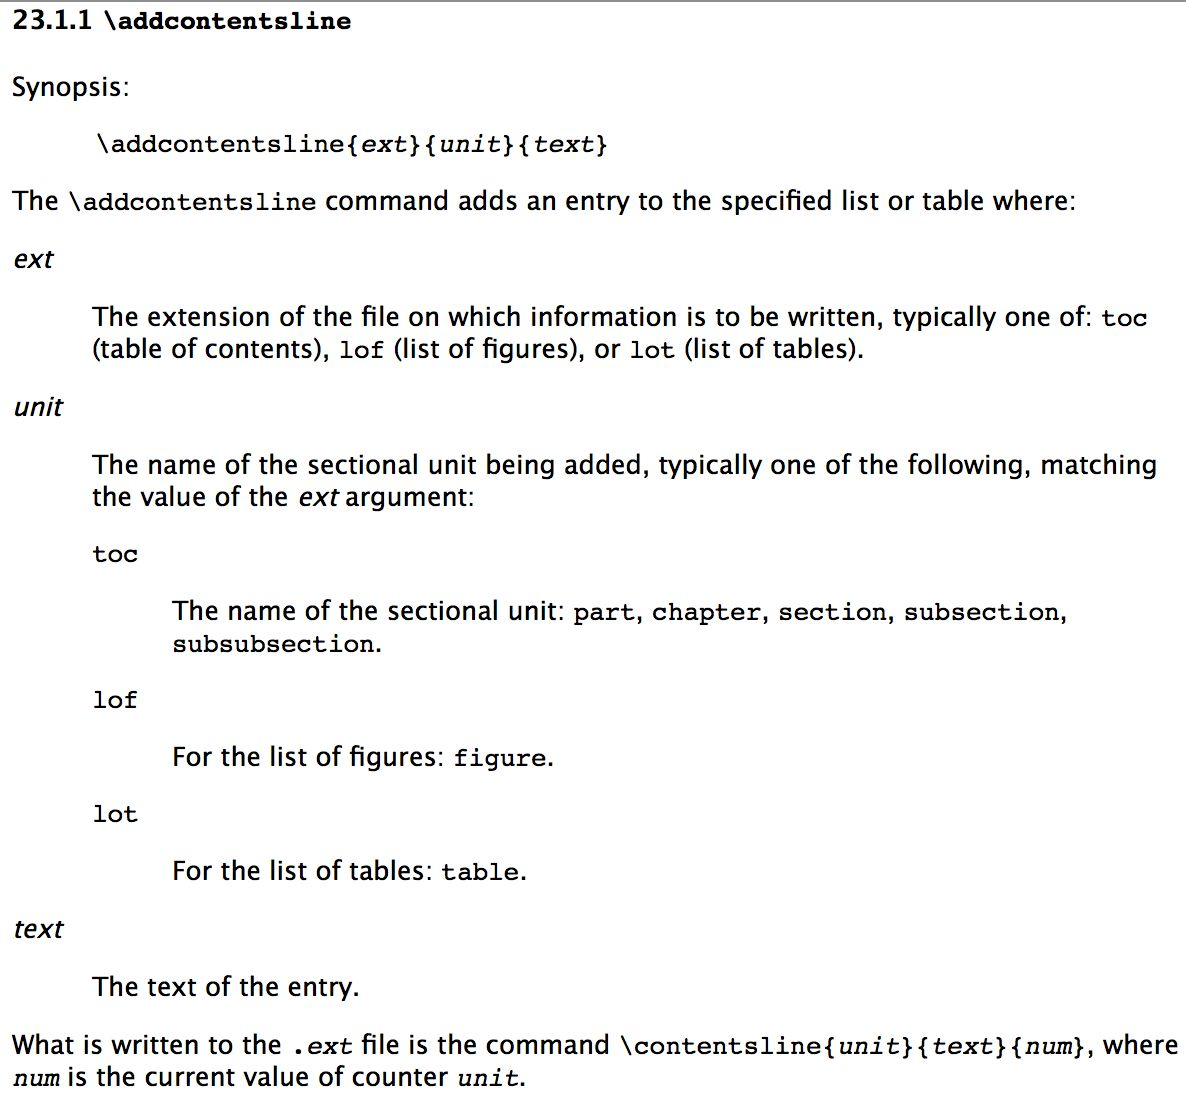 23.1.1 \addcontentsline
Synopsis:
\addcontentsline{ext}{unit}{text}
The \addcontentsline command adds an entry to the specified list or table where:
ext
The extension of the file on which information is to be written, typically one of: toc
(table of contents), lof (list of figures), or lot (list of tables).
unit
The name of the sectional unit being added, typically one of the following, matching
the value of the ext argument:
toc
The name of the sectional unit: part, chapter, section, subsection,
subsubsection.
lof
For the list of figures: figure.
lot
For the list of tables: table.
text
The text of the entry.
What is written to the .ext file is the command \contentsline{unit}{text}{num}, where
num is the current value of counter unit.